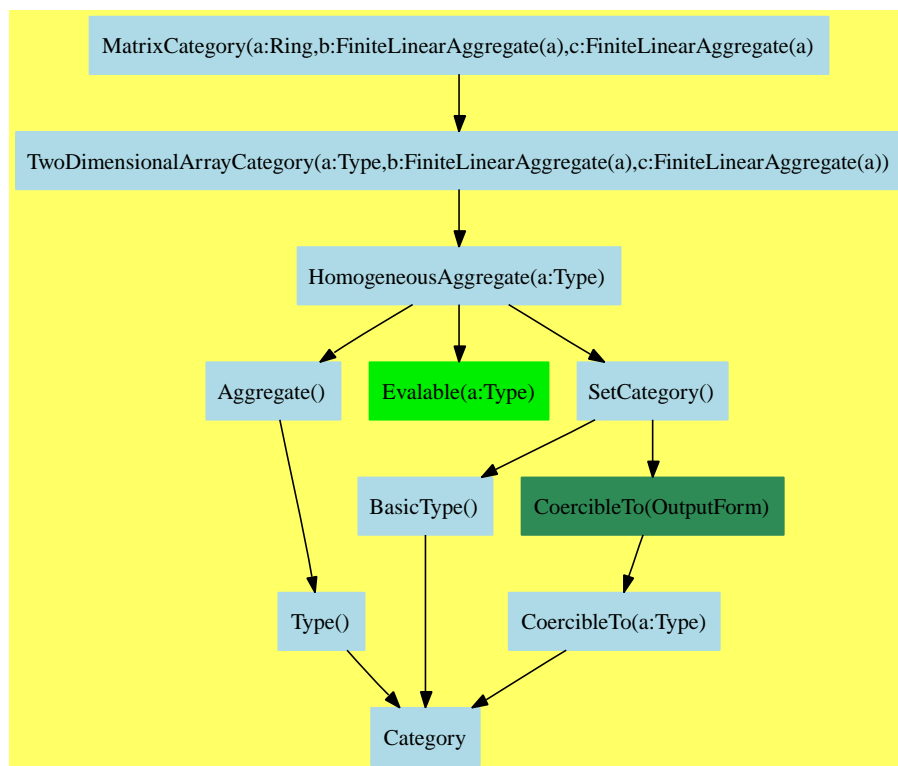 MatrixCategory(a:Ring,b:FiniteLinearAggregate(a),c:FiniteLinearAggregate(a)
TwoDimensionalArrayCategory(a:Type,b:FiniteLinearAggregate(a),c:FiniteLinearAggregate(a))
HomogeneousAggregate(a:Type)
Aggregate()
Evalable(a:Type)
SetCategory()
BasicType()
CoercibleTo(OutputForm)
Type()
CoercibleTo(a:Type)
Category